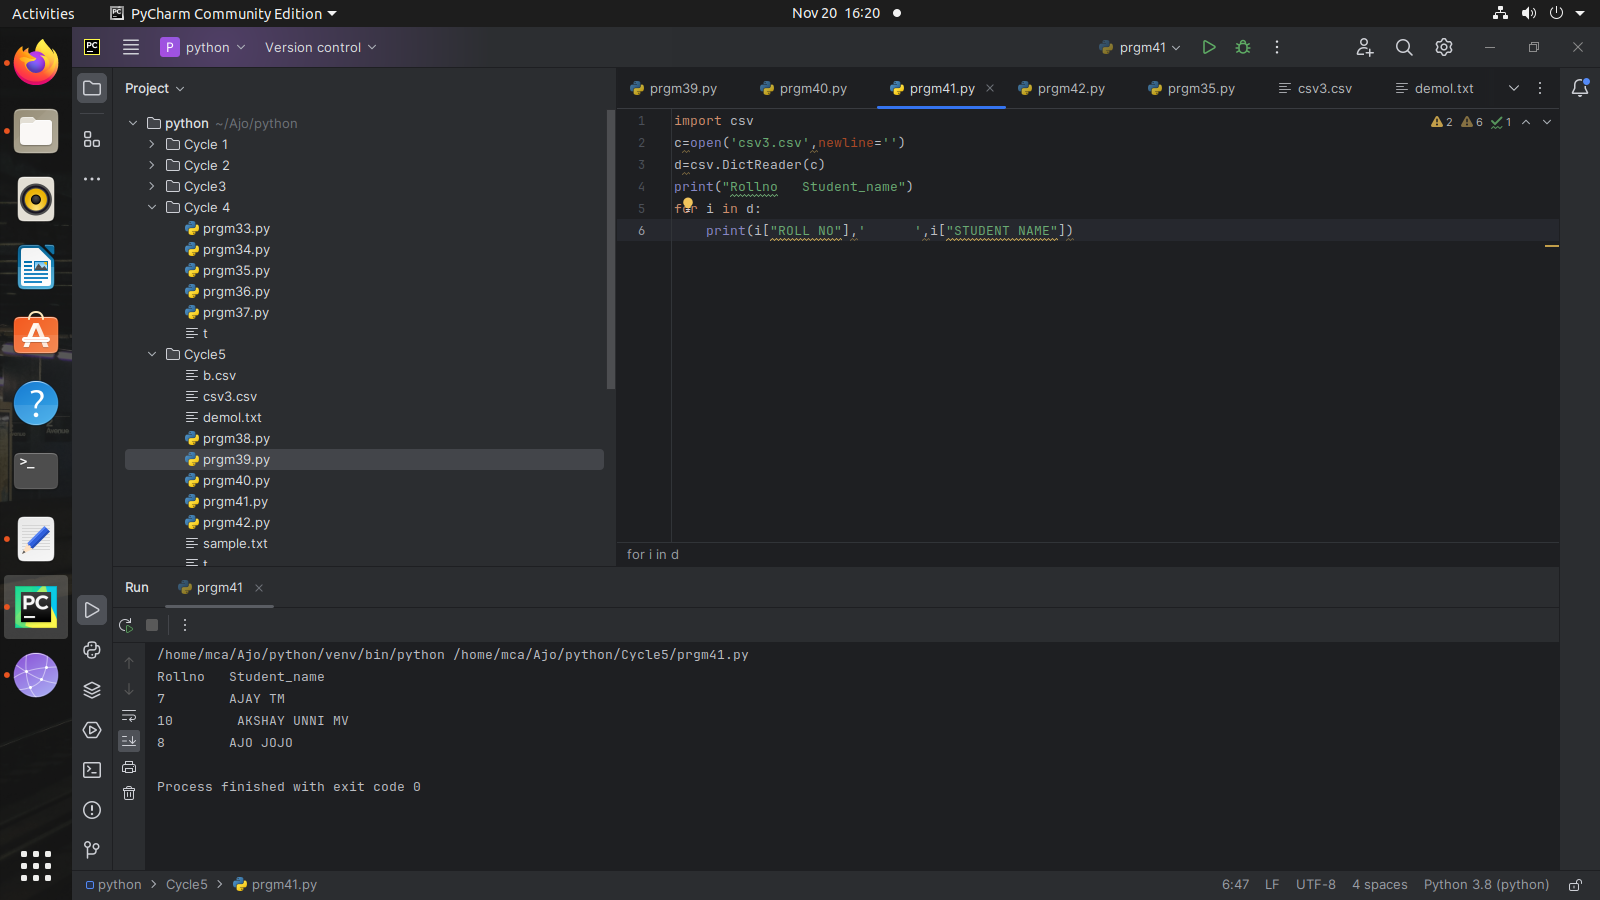 Activities PyCharm Community Edition Nov 20 16:20
PC P python Version control prgm41
Project
prgm39.py prgm40.py prgm41.py prgm42.py prgm35.py csv3.csv demol.txt
python ~/Ajo/python
Cycle 1
Cycle 2
Cycle3
Cycle 4
prgm33.py
prgm34.py
prgm35.py
prgm36.py
prgm37.py
t
Cycle5
b.csv
csv3.csv
demol.txt
prgm38.py
prgm39.py
prgm40.py
prgm41.py
prgm42.py
sample.txt
t
1 import csv
2 c=open('csv3.csv',newline='')
3 d=csv.DictReader(c)
4 print("Rollno   Student_name")
5 for i in d:
6     print(i["ROLL NO"],'      ',i["STUDENT NAME"])
2 6 1
for i in d
Run prgm41
/home/mca/Ajo/python/venv/bin/python /home/mca/Ajo/python/Cycle5/prgm41.py
Rollno   Student_name
7        AJAY TM
10        AKSHAY UNNI MV
8        AJO JOJO
Process finished with exit code 0
PC
python > Cycle5 > prgm41.py 6:47 LF UTF-8 4 spaces Python 3.8 (python)